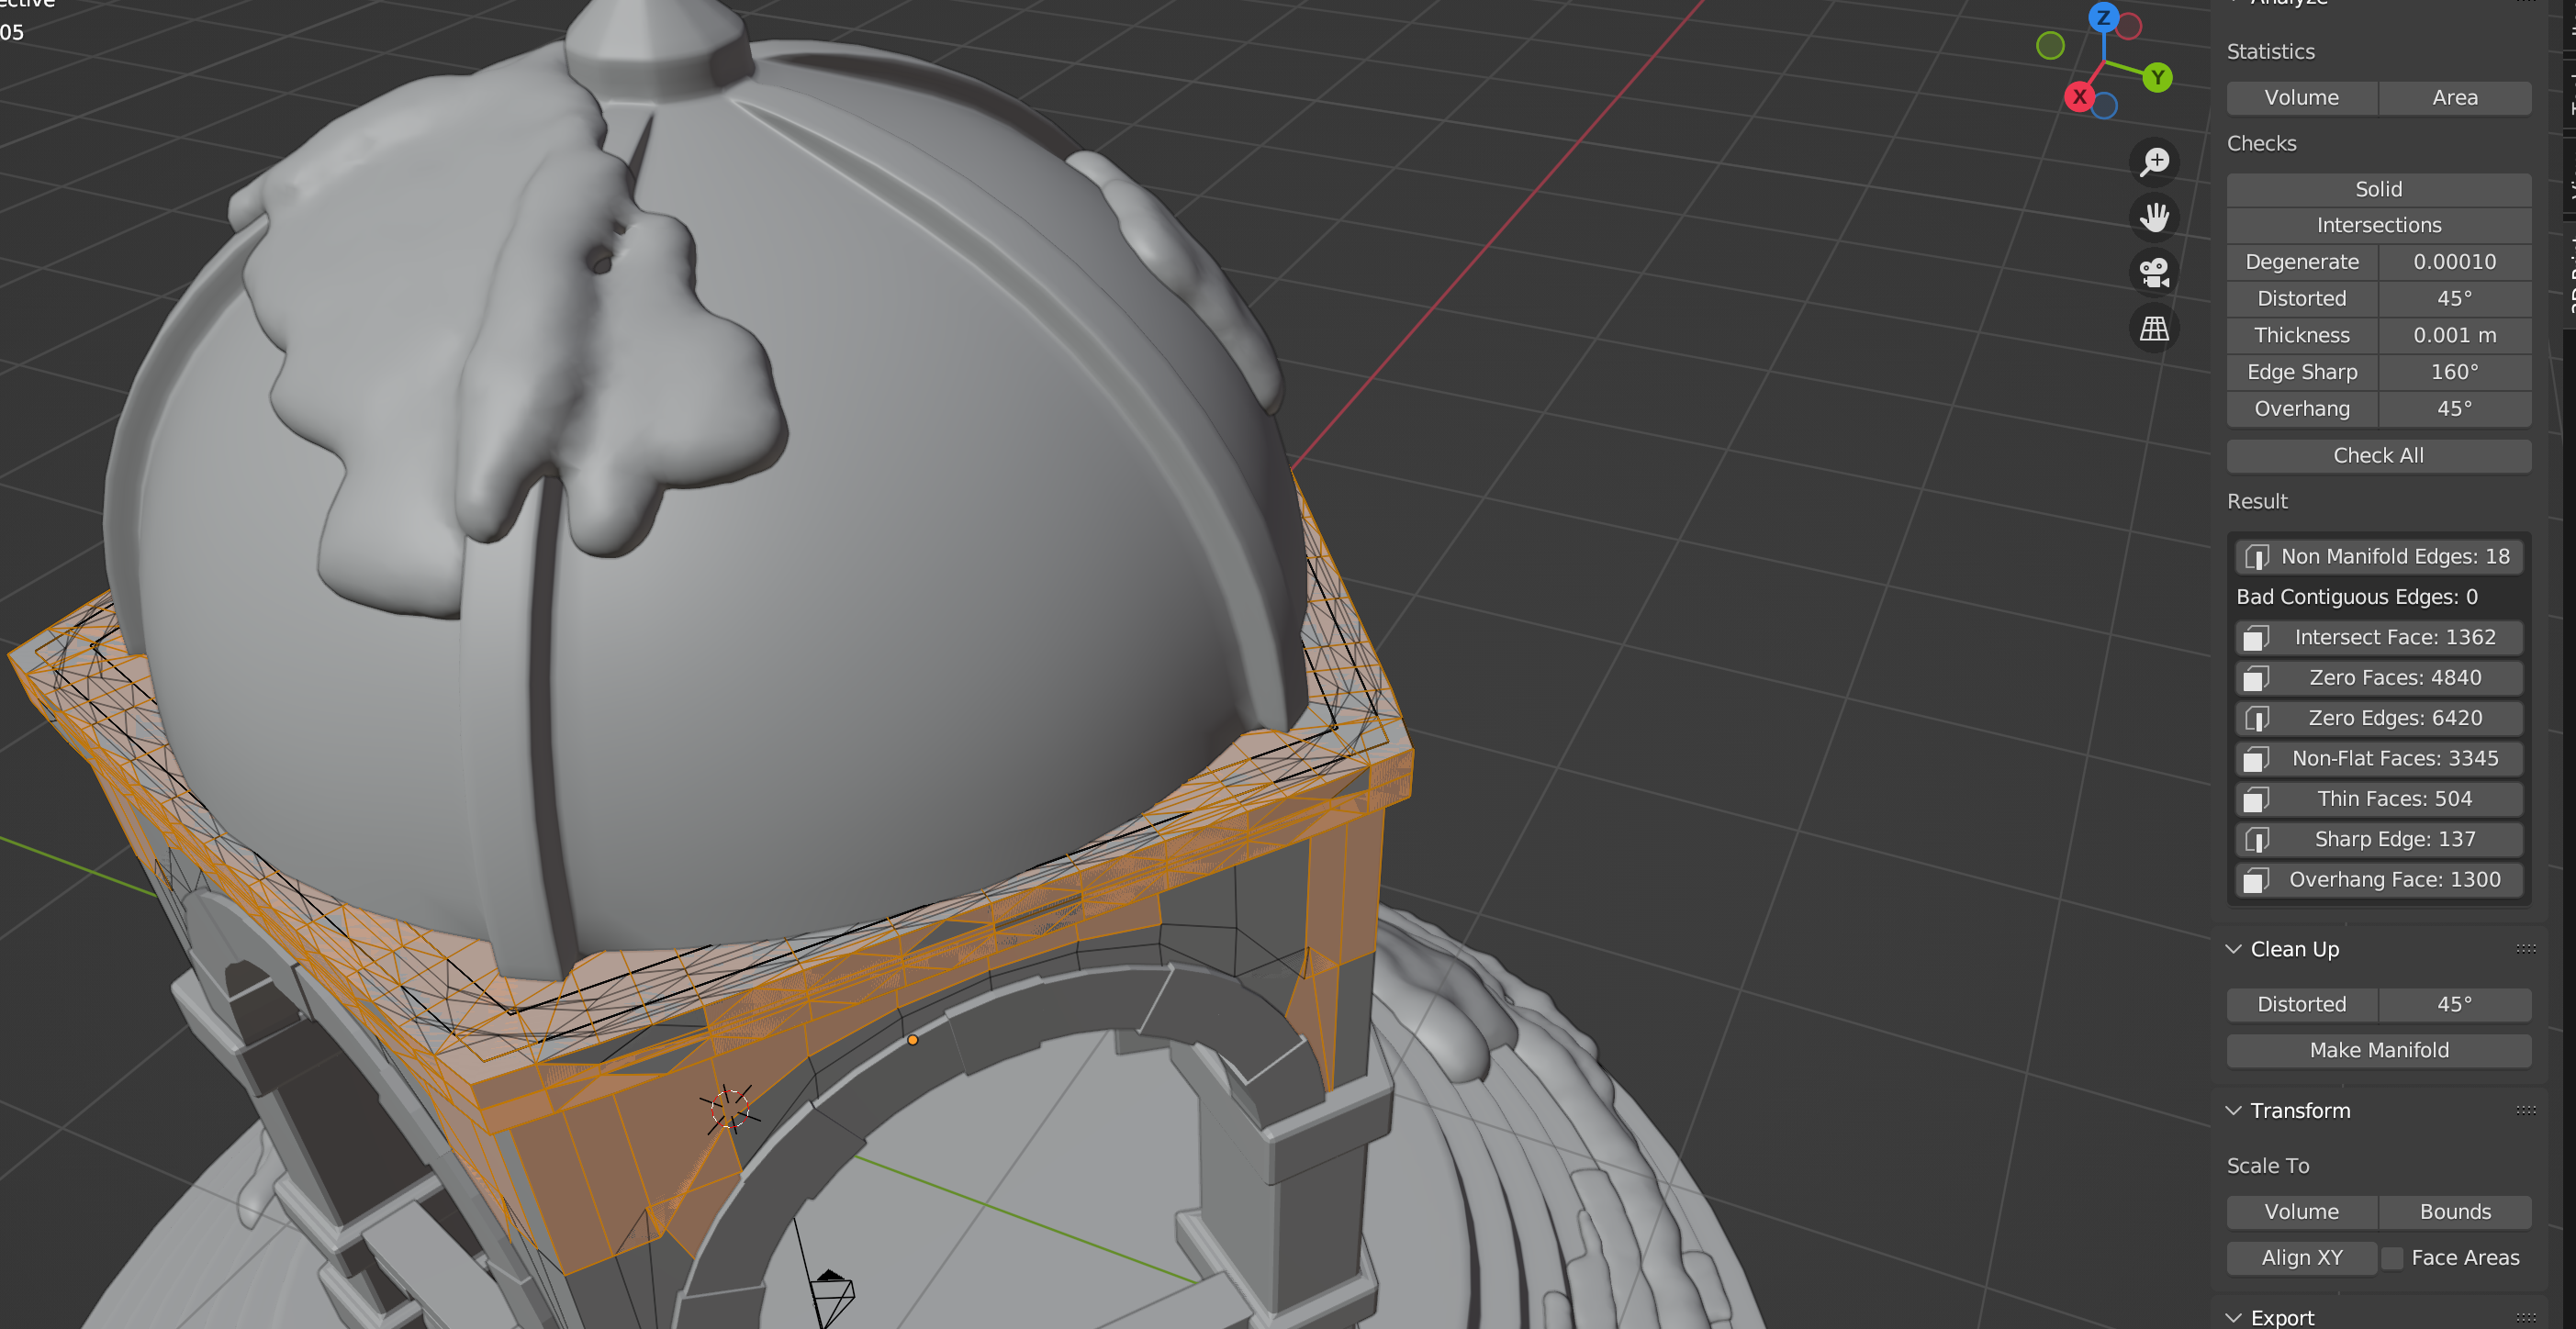 05
Z
Y
X
Statistics
Volume Area
Checks
Solid
Intersections
Degenerate 0.00010
Distorted 45°
Thickness 0.001 m
Edge Sharp 160°
Overhang 45°
Check All
Result
Non Manifold Edges: 18
Bad Contiguous Edges: 0
Intersect Face: 1362
Zero Faces: 4840
Zero Edges: 6420
Non-Flat Faces: 3345
Thin Faces: 504
Sharp Edge: 137
Overhang Face: 1300
Clean Up
Distorted 45°
Make Manifold
Transform
Scale To
Volume Bounds
Align XY Face Areas
Export